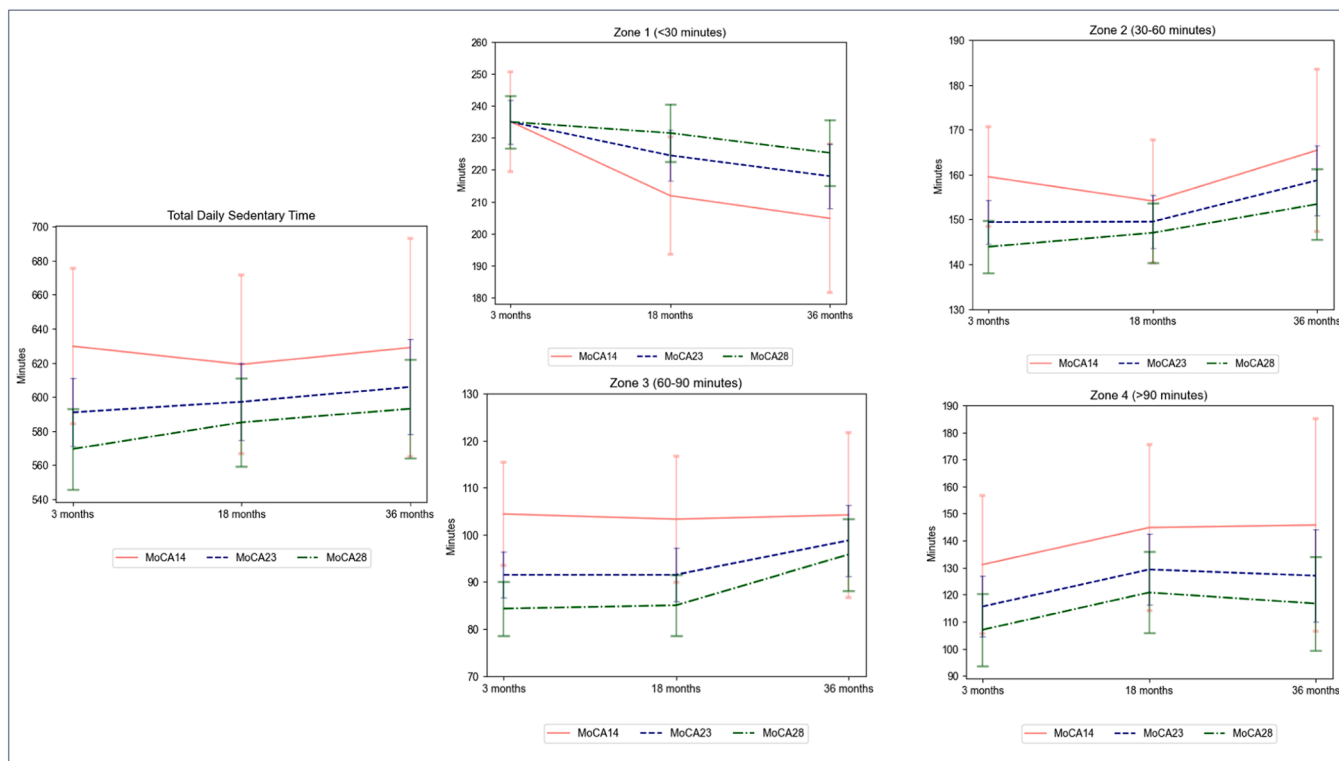 Total Daily Sedentary Time
700
680
660
640
620
600
580
560
540
Minutes
3 months 18 months 36 months
MoCA14 MoCA23 MoCA28
Zone 1 (<30 minutes)
260
250
240
230
220
210
200
190
180
Minutes
3 months 18 months 36 months
MoCA14 MoCA23 MoCA28
Zone 2 (30-60 minutes)
190
180
170
160
150
140
130
Minutes
3 months 18 months 36 months
MoCA14 MoCA23 MoCA28
Zone 3 (60-90 minutes)
130
120
110
100
90
80
70
Minutes
3 months 18 months 36 months
MoCA14 MoCA23 MoCA28
Zone 4 (>90 minutes)
190
180
170
160
150
140
130
120
110
100
90
Minutes
3 months 18 months 36 months
MoCA14 MoCA23 MoCA28